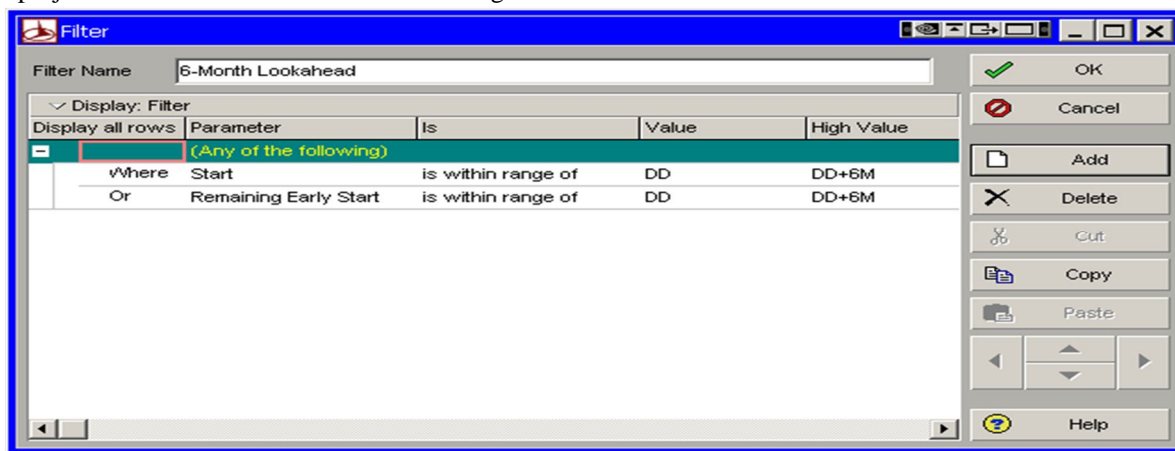 Filter
Filter Name 6-Month Lookahead
OK
Display: Filter
Cancel
Display all rows Parameter Is Value High Value
(Any of the following)
Add
Where Start is within range of DD DD+6M
Or Remaining Early Start is within range of DD DD+6M
Delete
Cut
Copy
Paste
Help